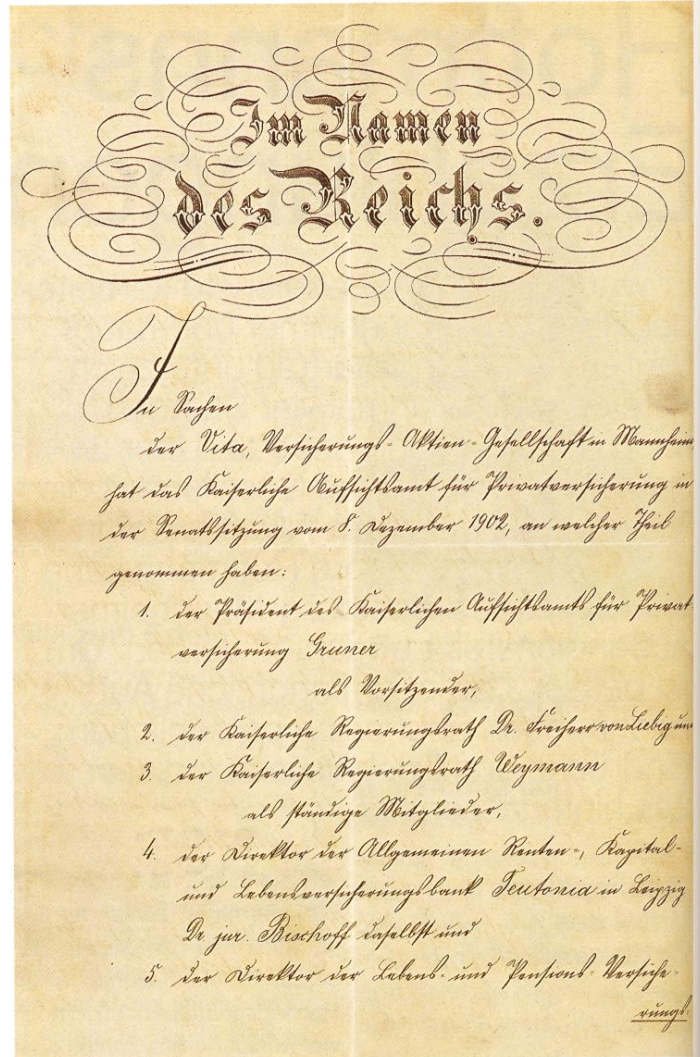 Im Namen
des Reichs.
In Sachen
der Vita, Versicherungs-Aktien-Gesellschaft in Mannheim,
hat das Kaiserliche Aufsichtsamt für Privatversicherung in
der Senatssitzung vom 8. Dezember 1902, an welcher Theil
genommen haben:
1. der Präsident des Kaiserlichen Aufsichtsamts für Privat
versicherung Gruner
als Vorsitzender,
2. der Kaiserliche Regierungsrath Dr. Freiherr von Liebig und
3. der Kaiserliche Regierungsrath Weymann
als ständige Mitglieder,
4. der Direktor der Allgemeinen Renten-, Kapital-
und Lebensversicherungsbank Teutonia in Leipzig
Dr. jur. Bischoff daselbst und
5. der Direktor der Lebens- und Pensions-Versiche-
rungs-